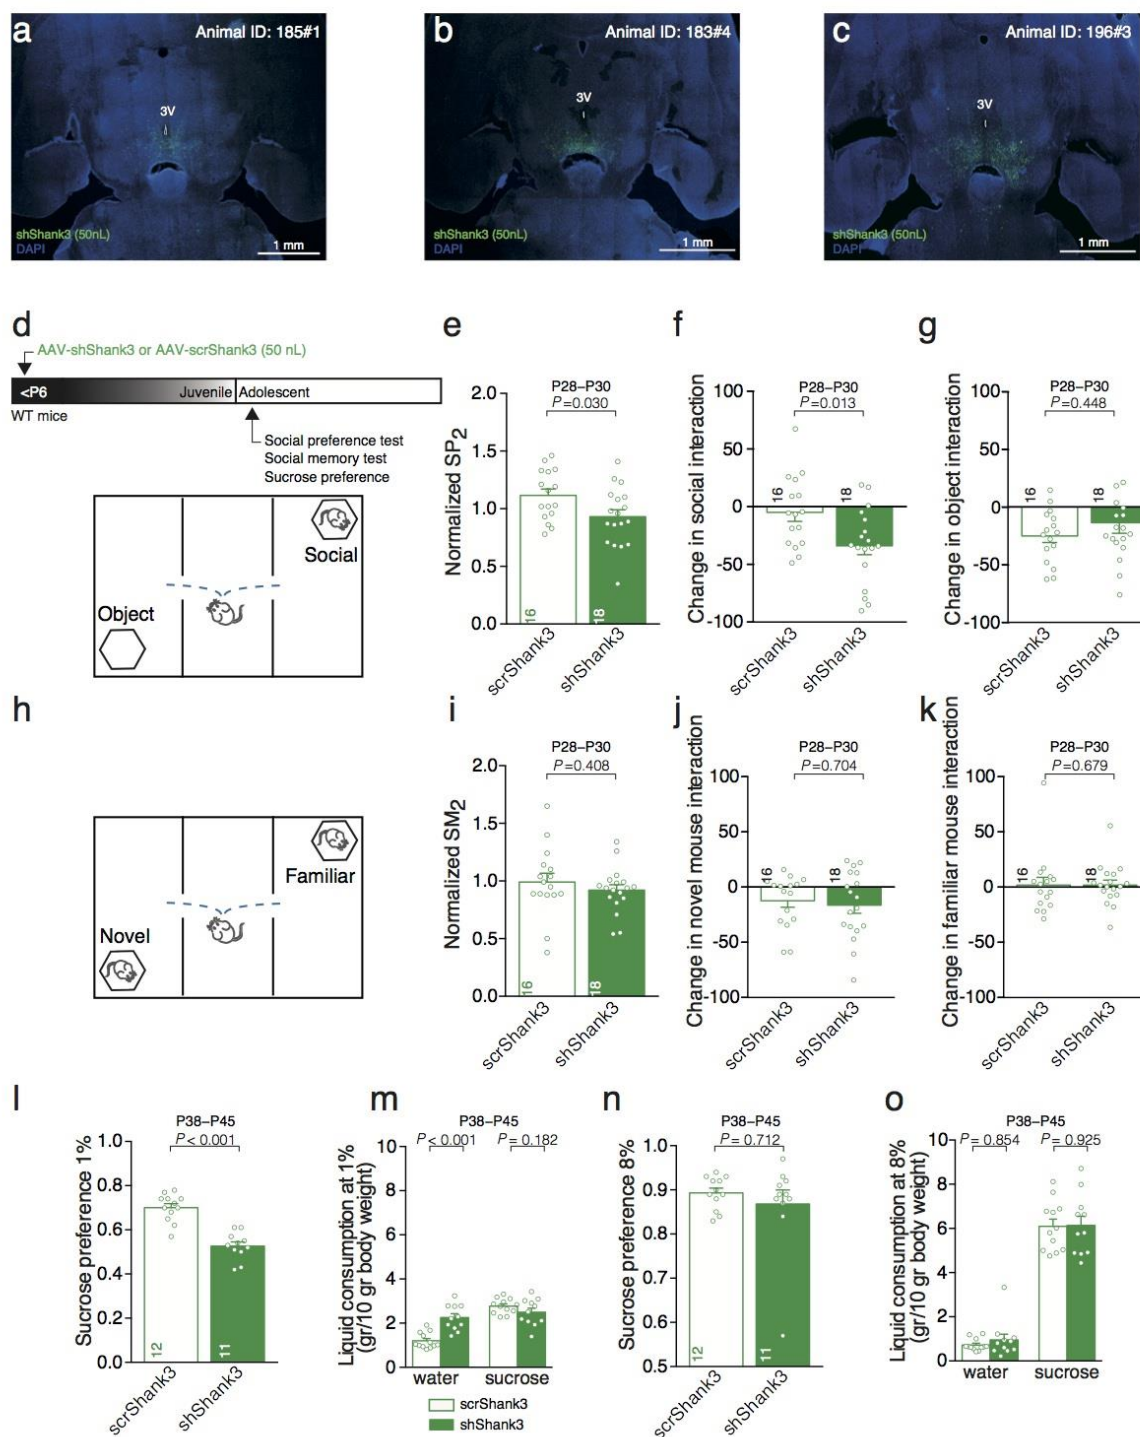 a
Animal ID: 185#1
3V
shShank3 (50nL)
DAPI
1 mm
b
Animal ID: 183#4
3V
shShank3 (50nL)
DAPI
1 mm
c
Animal ID: 196#3
3V
shShank3 (50nL)
DAPI
1 mm
d
AAV-shShank3 or AAV-scrShank3 (50 nL)
<P6
Juvenile
Adolescent
WT mice
Social preference test
Social memory test
Sucrose preference
Social
Object
e
P28–P30
P=0.030
Normalized SP2
2.0
1.5
1.0
0.5
0.0
16
18
scrShank3
shShank3
f
P28–P30
P=0.013
Change in social interaction
100
50
0
-50
-100
16
18
scrShank3
shShank3
g
P28–P30
P=0.448
Change in object interaction
100
50
0
-50
-100
16
18
scrShank3
shShank3
h
Familiar
Novel
i
P28–P30
P=0.408
Normalized SM2
2.0
1.5
1.0
0.5
0.0
16
18
scrShank3
shShank3
j
P28–P30
P=0.704
Change in novel mouse interaction
100
50
0
-50
-100
16
18
scrShank3
shShank3
k
P28–P30
P=0.679
Change in familiar mouse interaction
100
50
0
-50
-100
16
18
scrShank3
shShank3
l
P38–P45
P < 0.001
Sucrose preference 1%
1.0
0.8
0.6
0.4
0.2
0.0
12
11
scrShank3
shShank3
m
P38–P45
P < 0.001
P = 0.182
Liquid consumption at 1%
(gr/10 gr body weight)
10
8
6
4
2
0
water
sucrose
scrShank3
shShank3
n
P38–P45
P = 0.712
Sucrose preference 8%
1.0
0.9
0.8
0.7
0.6
0.5
12
11
scrShank3
shShank3
o
P38–P45
P = 0.854
P = 0.925
Liquid consumption at 8%
(gr/10 gr body weight)
10
8
6
4
2
0
water
sucrose